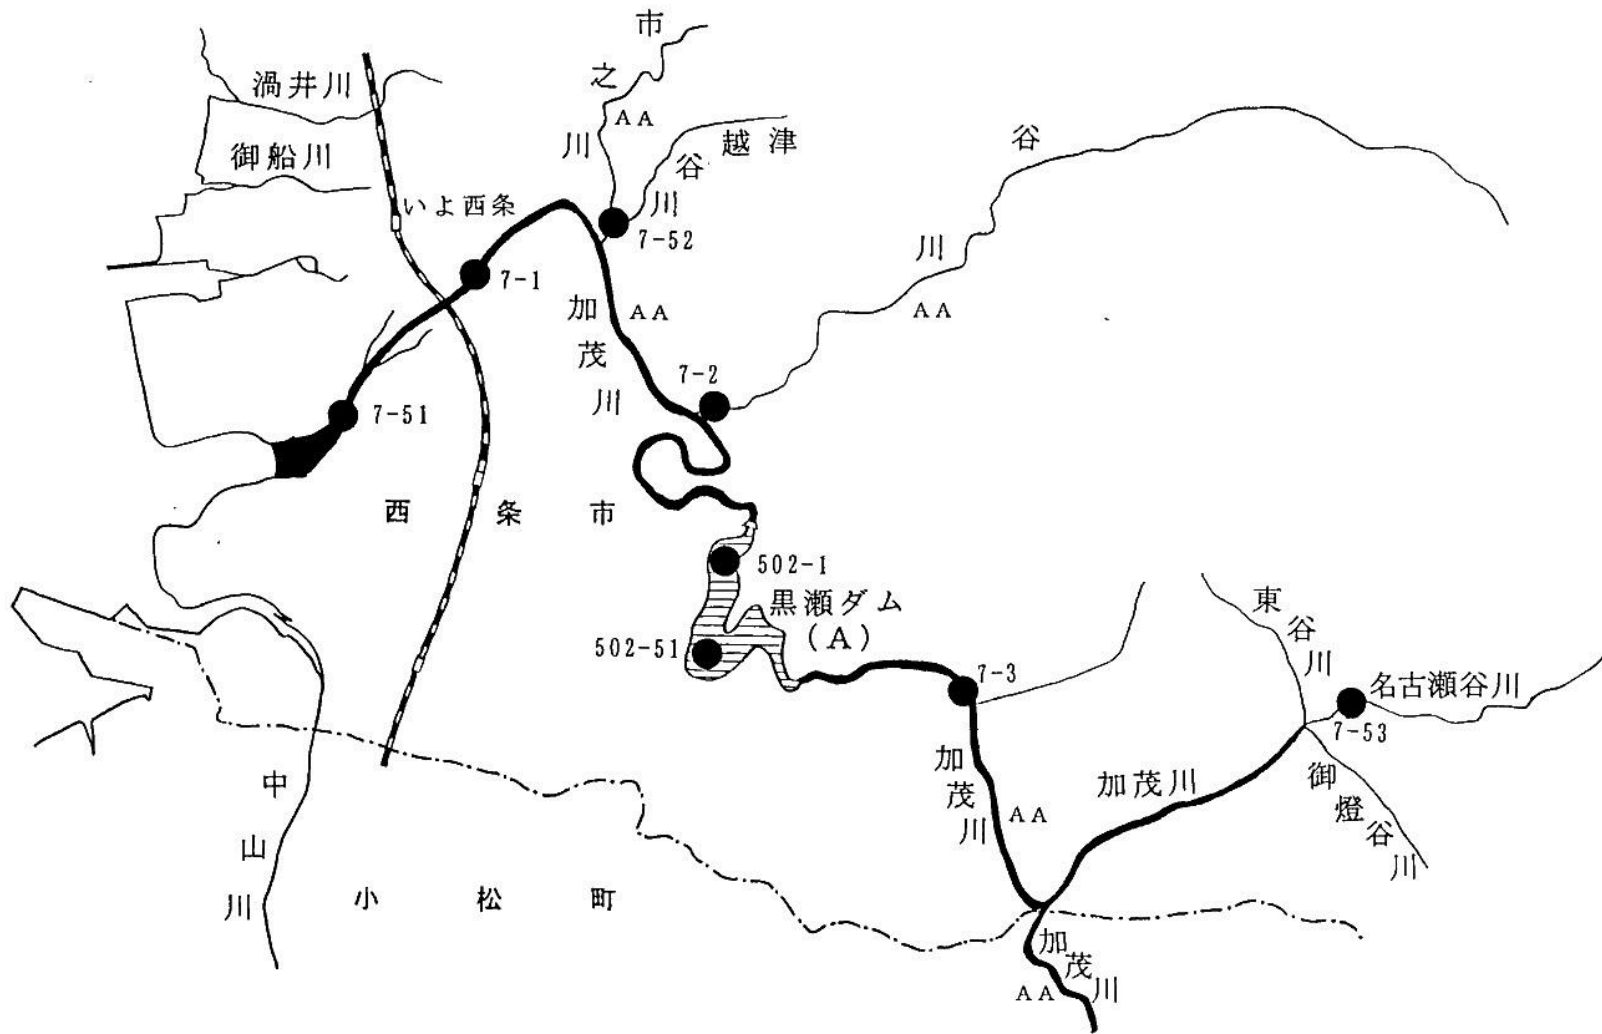 市之川
AA
渦井川
御船川
越津谷川
谷川
AA
いよ西条
7-52
7-1
加茂川
AA
7-2
7-51
西条市
502-1
黒瀬ダム
(A)
502-51
7-3
東谷川
名古瀬谷川
7-53
加茂川
AA
加茂川
御燈谷川
中山川
小松町
加茂川
AA